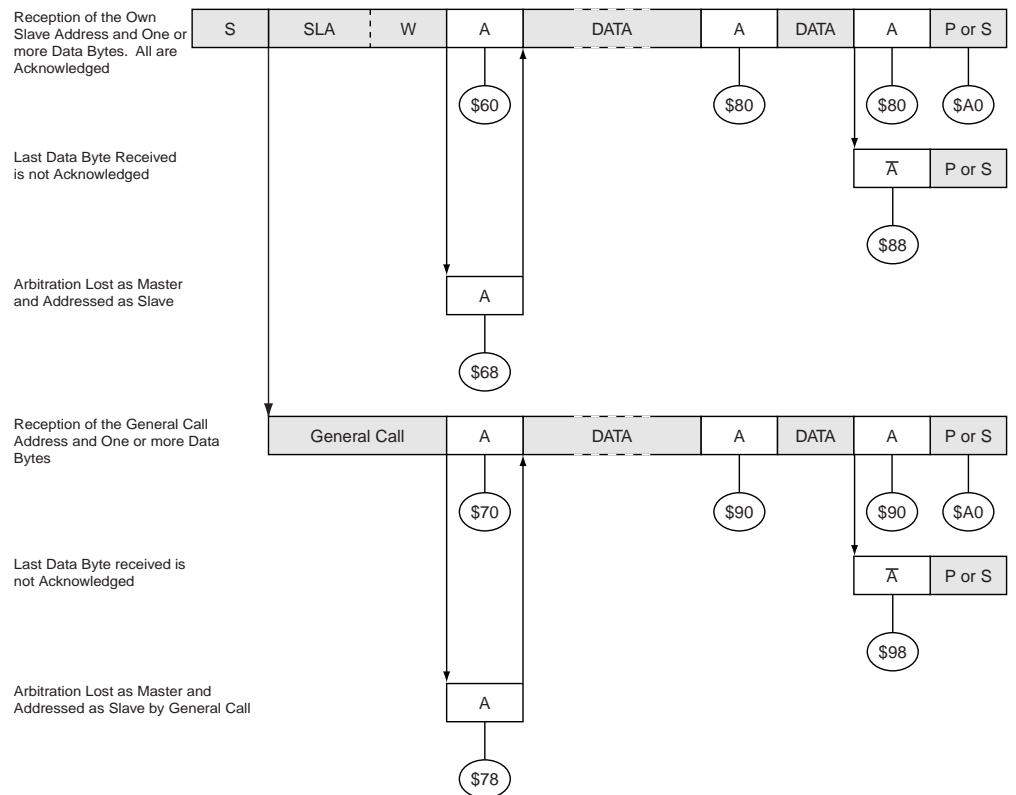 Reception of the Own
Slave Address and One or
more Data Bytes. All are
Acknowledged
S SLA W A DATA A DATA A P or S
$60 $80 $80 $A0
Last Data Byte Received
is not Acknowledged
A̅ P or S
$88
Arbitration Lost as Master
and Addressed as Slave
A
$68
Reception of the General Call
Address and One or more Data
Bytes
General Call A DATA A DATA A P or S
$70 $90 $90 $A0
Last Data Byte received is
not Acknowledged
A̅ P or S
$98
Arbitration Lost as Master and
Addressed as Slave by General Call
A
$78